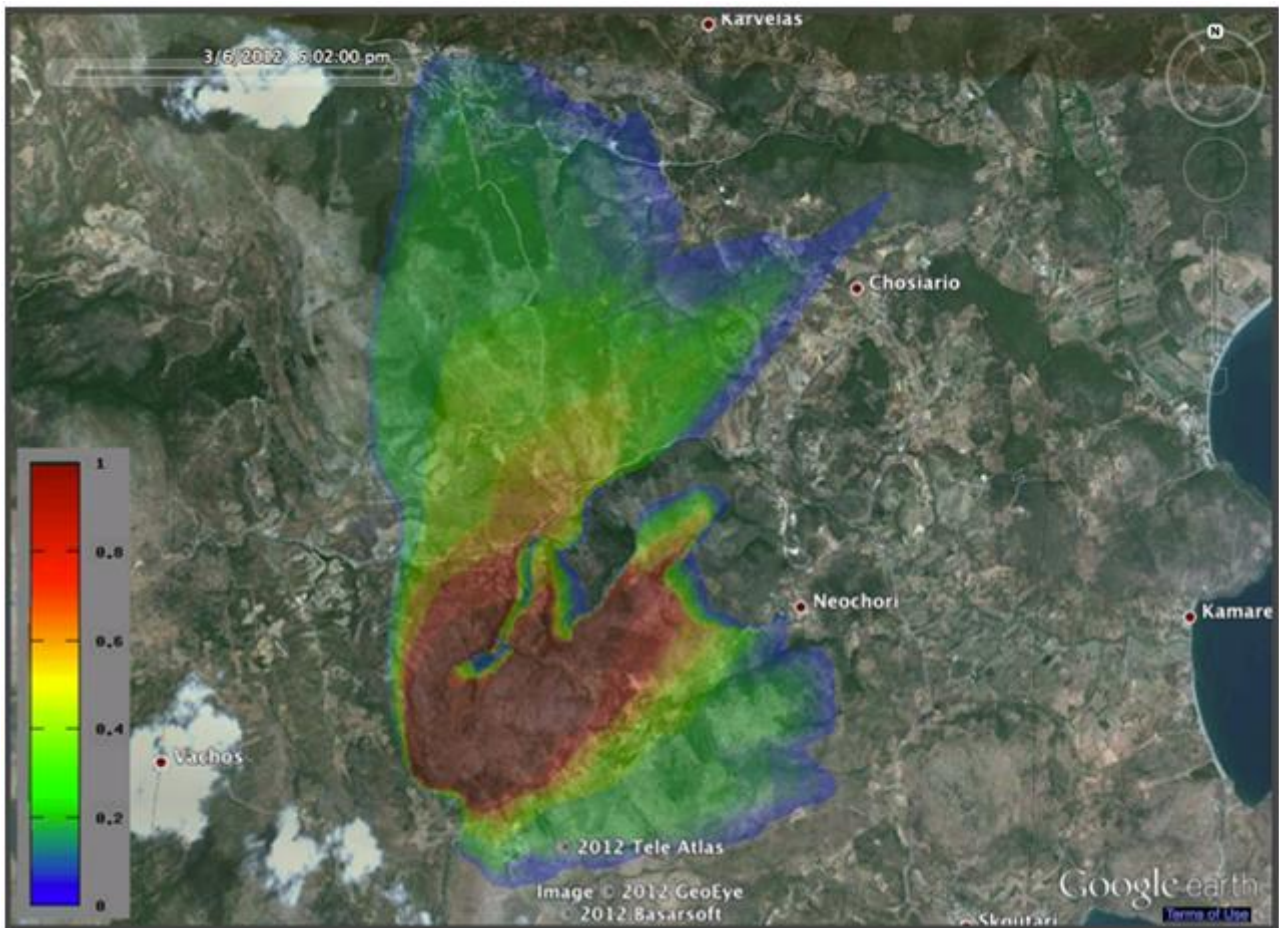 Karvelas
3/6/2012 5:02:00 pm
N
Chosiario
1
0.8
0.6
0.4
0.2
0
Neochori
Kamare
Vachos
© 2012 Tele Atlas
Image © 2012 GeoEye
© 2012 Basarsoft
Google earth
Terms of Use
Skoutari